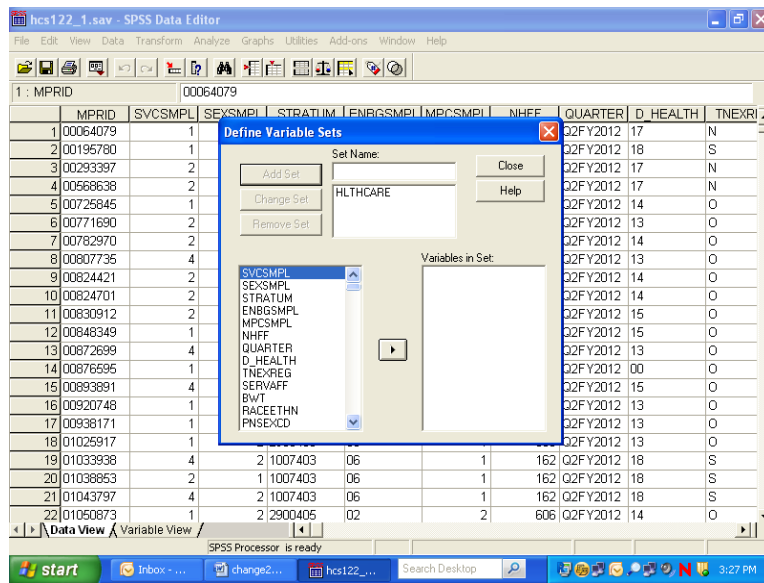 hcs122_1.sav - SPSS Data Editor
File Edit View Data Transform Analyze Graphs Utilities Add-ons Window Help
1 : MPRID 00064079
MPRID SVCSMPL SEXSMPL STRATUM ENBGSMPL MPCSMPL NHFF QUARTER D_HEALTH TNEXRE
Define Variable Sets
Set Name:
Add Set
Change Set
Remove Set
HLTHCARE
Close
Help
Variables in Set:
SVCSMPL
SEXSMPL
STRATUM
ENBGSMPL
MPCSMPL
NHFF
QUARTER
D_HEALTH
TNEXREG
SERVAFF
BWT
RACEETHN
PNSEXCD
1 00064079 1 Q2FY2012 17 N
2 00195780 1 Q2FY2012 18 S
3 00293397 2 Q2FY2012 17 N
4 00568638 2 Q2FY2012 17 N
5 00725845 1 Q2FY2012 14 O
6 00771690 2 Q2FY2012 13 O
7 00782970 2 Q2FY2012 14 O
8 00807735 4 Q2FY2012 13 O
9 00824421 2 Q2FY2012 14 O
10 00824701 2 Q2FY2012 14 O
11 00830912 2 Q2FY2012 15 O
12 00848349 1 Q2FY2012 15 O
13 00872699 4 Q2FY2012 13 O
14 00876595 1 Q2FY2012 00 O
15 00893891 4 Q2FY2012 15 O
16 00920748 1 Q2FY2012 13 O
17 00938171 1 Q2FY2012 13 O
18 01025917 1 Q2FY2012 13 O
19 01033938 4 2 1007403 06 1 162 Q2FY2012 18 S
20 01038853 2 1 1007403 06 1 162 Q2FY2012 18 S
21 01043797 4 2 1007403 06 1 162 Q2FY2012 18 S
22 01050873 1 2 2900405 02 2 606 Q2FY2012 14 O
Data View Variable View
SPSS Processor is ready
start Inbox - ... change2... hcs122_... Search Desktop 3:27 PM